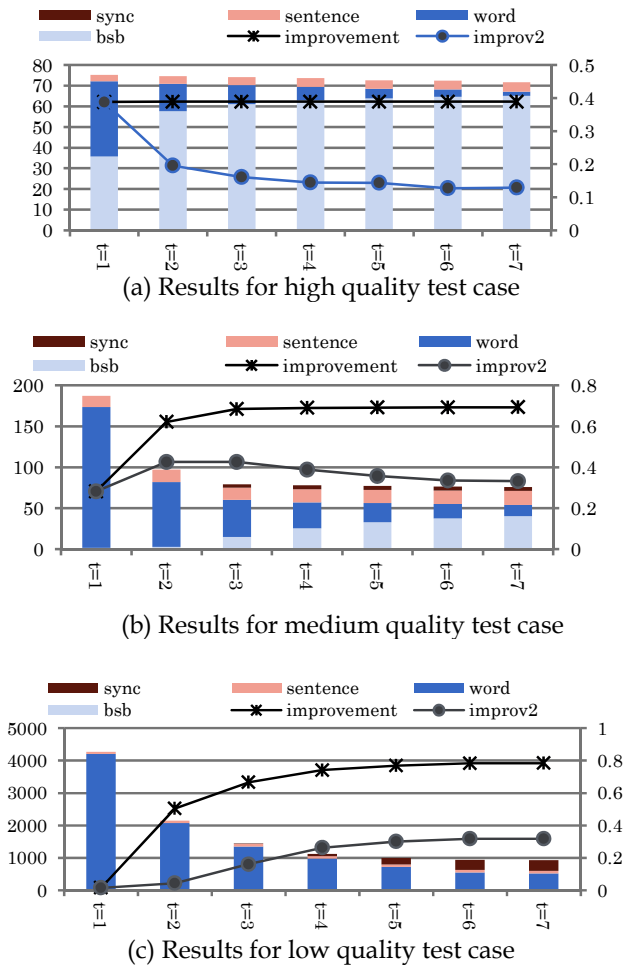 sync sentence word
bsb improvement improv2
80 0.5
70
60 0.4
50 0.3
40
30 0.2
20 0.1
10
0 0
t=1 t=2 t=3 t=4 t=5 t=6 t=7
(a) Results for high quality test case
sync sentence word
bsb improvement improv2
200 0.8
150 0.6
100 0.4
50 0.2
0 0
t=1 t=2 t=3 t=4 t=5 t=6 t=7
(b) Results for medium quality test case
sync sentence word
bsb improvement improv2
5000 1
4000 0.8
3000 0.6
2000 0.4
1000 0.2
0 0
t=1 t=2 t=3 t=4 t=5 t=6 t=7
(c) Results for low quality test case